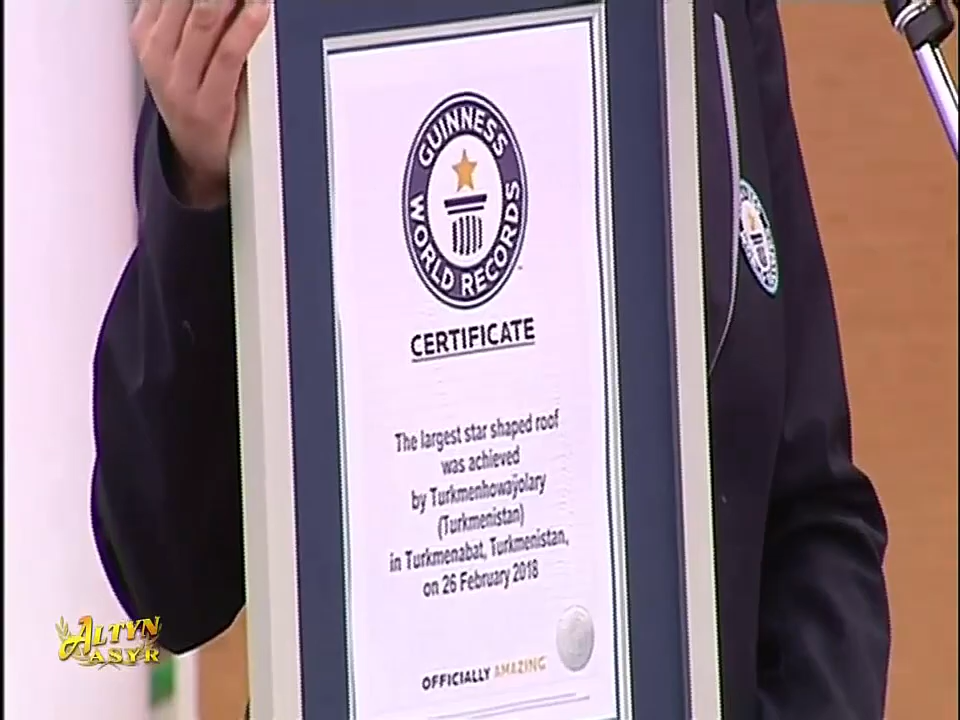 GUINNESS
WORLD RECORDS
CERTIFICATE
The largest star shaped roof
was achieved
by Turkmenhowaýolary
(Turkmenistan)
in Turkmenabat, Turkmenistan,
on 26 February 2018
OFFICIALLY AMAZING
ALTYN
ASYR